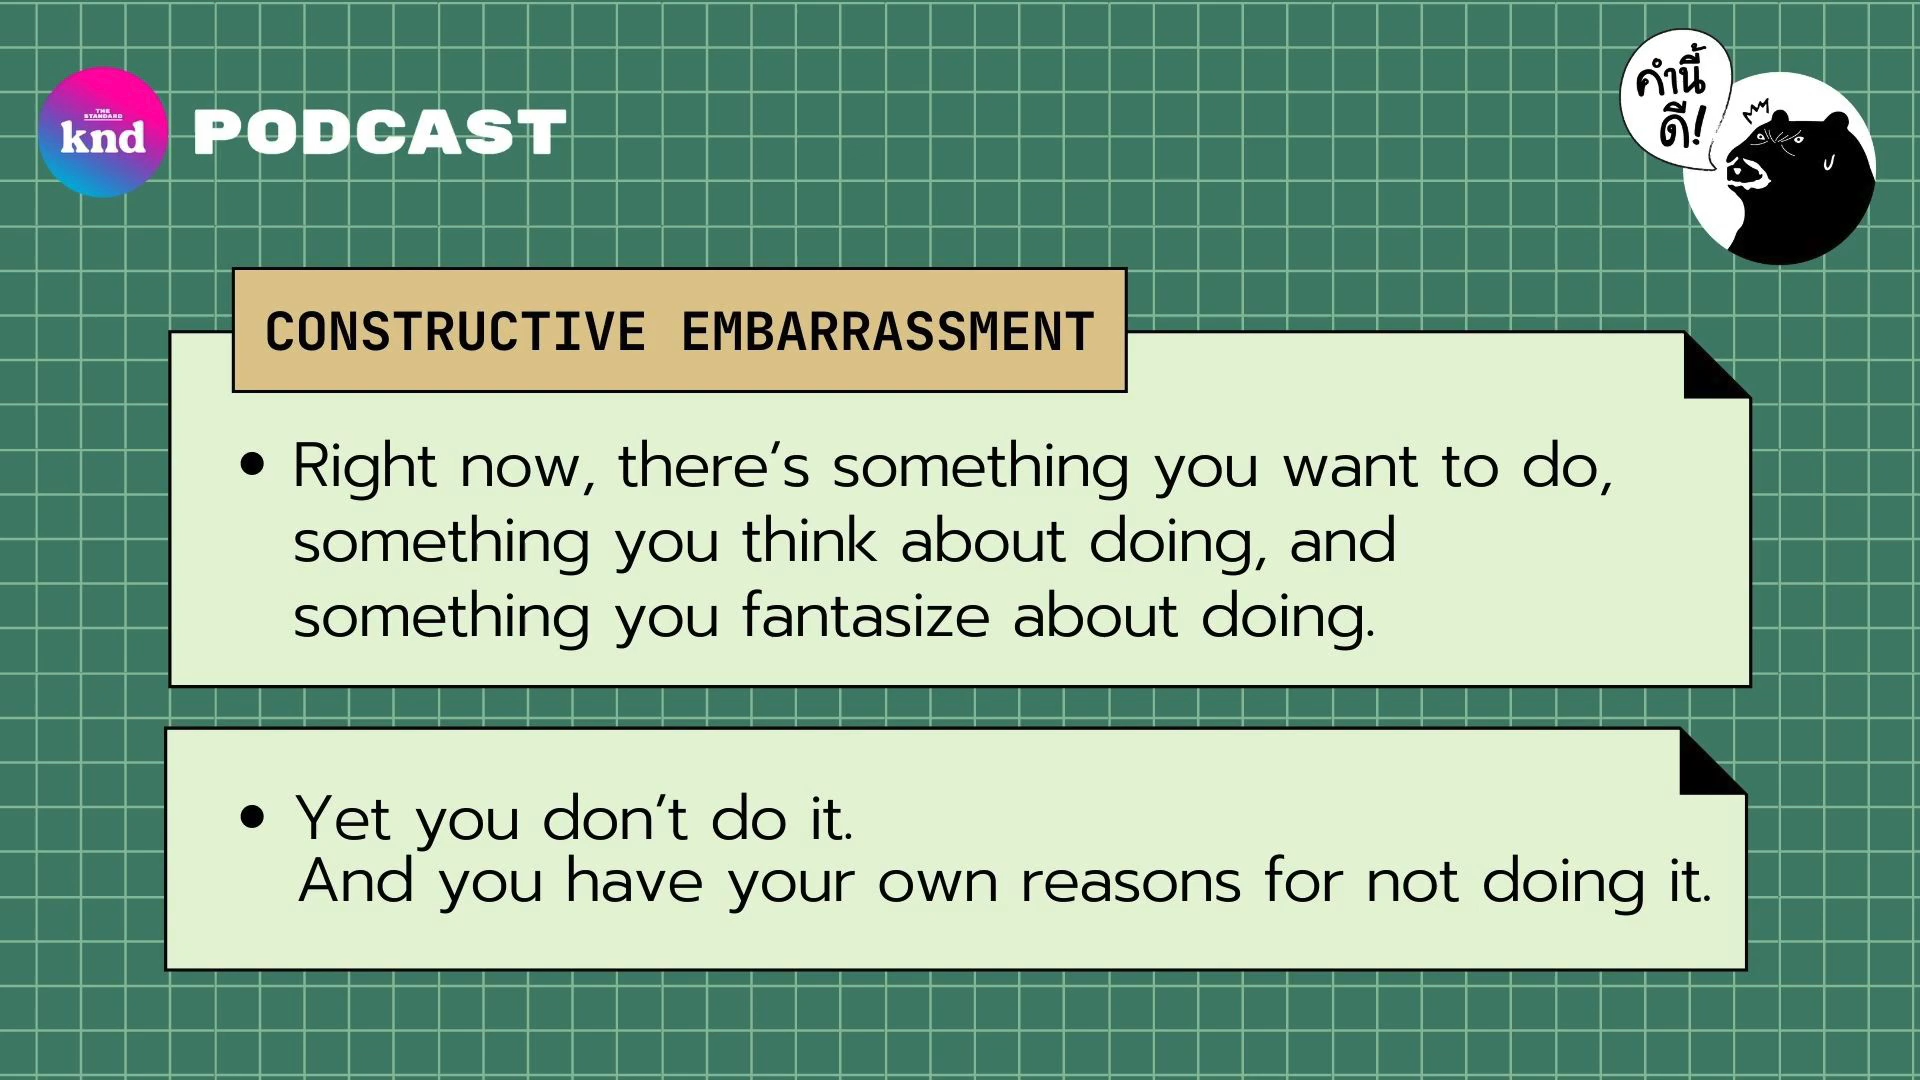 THE
STANDARD
knd
PODCAST
คำนี้
ดี!
CONSTRUCTIVE EMBARRASSMENT
• Right now, there’s something you want to do,
something you think about doing, and
something you fantasize about doing.
• Yet you don’t do it.
And you have your own reasons for not doing it.